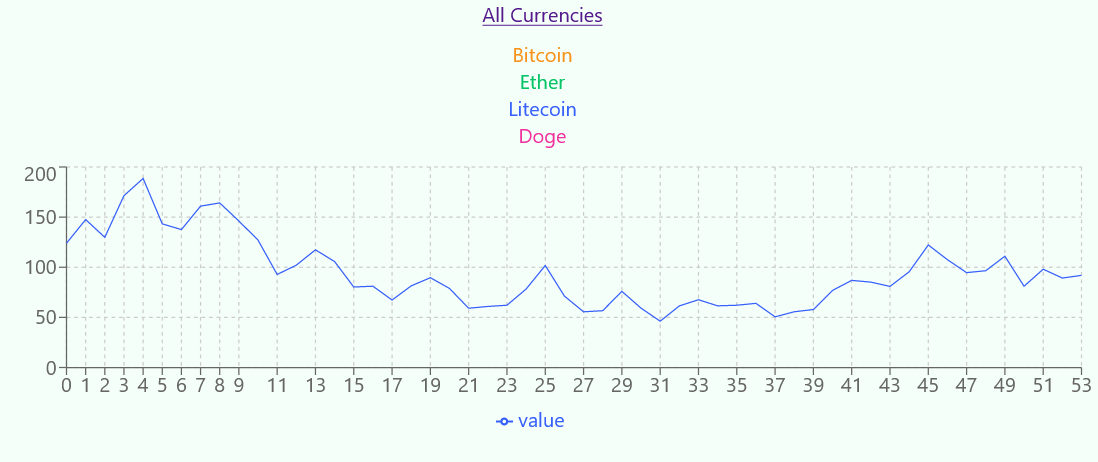 All Currencies
Bitcoin
Ether
Litecoin
Doge
200
150
100
50
0
0 1 2 3 4 5 6 7 8 9 11 13 15 17 19 21 23 25 27 29 31 33 35 37 39 41 43 45 47 49 51 53
value